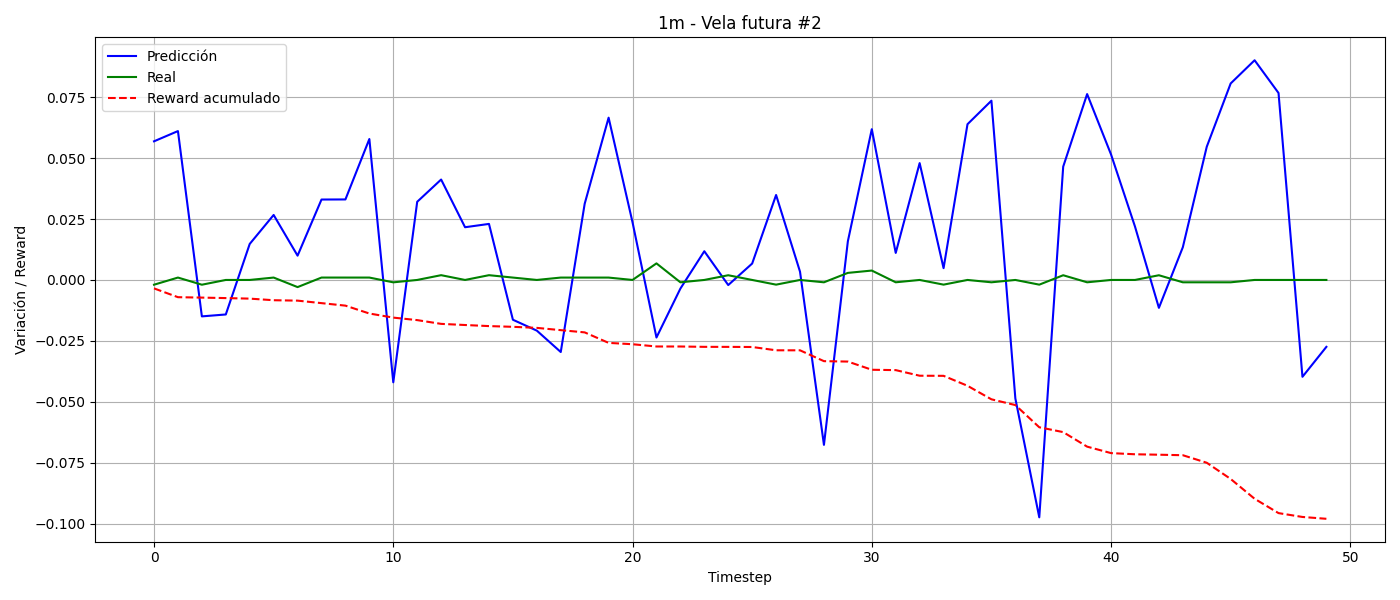 1m - Vela futura #2
Predicción
Real
Reward acumulado
Variación / Reward
0.075
0.050
0.025
0.000
−0.025
−0.050
−0.075
−0.100
0 10 20 30 40 50
Timestep